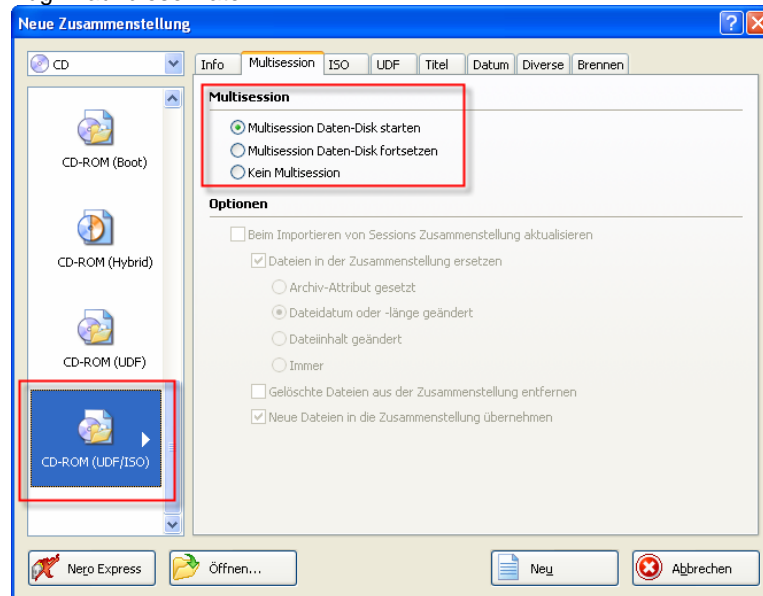 Neue Zusammenstellung
CD
Info Multisession ISO UDF Titel Datum Diverse Brennen
CD-ROM (Boot)
CD-ROM (Hybrid)
CD-ROM (UDF)
CD-ROM (UDF/ISO)
Multisession
Multisession Daten-Disk starten
Multisession Daten-Disk fortsetzen
Kein Multisession
Optionen
Beim Importieren von Sessions Zusammenstellung aktualisieren
Dateien in der Zusammenstellung ersetzen
Archiv-Attribut gesetzt
Dateidatum oder -länge geändert
Dateiinhalt geändert
Immer
Gelöschte Dateien aus der Zusammenstellung entfernen
Neue Dateien in die Zusammenstellung übernehmen
Nero Express Öffnen... Neu Abbrechen